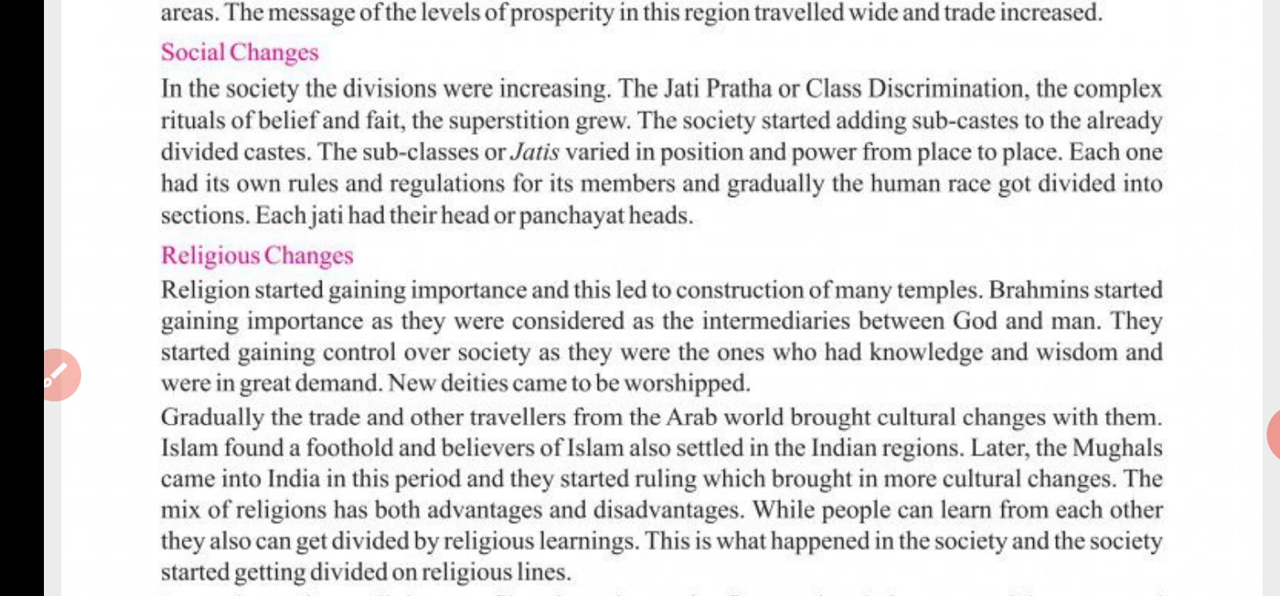 areas. The message of the levels of prosperity in this region travelled wide and trade increased.
Social Changes
In the society the divisions were increasing. The Jati Pratha or Class Discrimination, the complex
rituals of belief and fait, the superstition grew. The society started adding sub-castes to the already
divided castes. The sub-classes or Jatis varied in position and power from place to place. Each one
had its own rules and regulations for its members and gradually the human race got divided into
sections. Each jati had their head or panchayat heads.
Religious Changes
Religion started gaining importance and this led to construction of many temples. Brahmins started
gaining importance as they were considered as the intermediaries between God and man. They
started gaining control over society as they were the ones who had knowledge and wisdom and
were in great demand. New deities came to be worshipped.
Gradually the trade and other travellers from the Arab world brought cultural changes with them.
Islam found a foothold and believers of Islam also settled in the Indian regions. Later, the Mughals
came into India in this period and they started ruling which brought in more cultural changes. The
mix of religions has both advantages and disadvantages. While people can learn from each other
they also can get divided by religious learnings. This is what happened in the society and the society
started getting divided on religious lines.